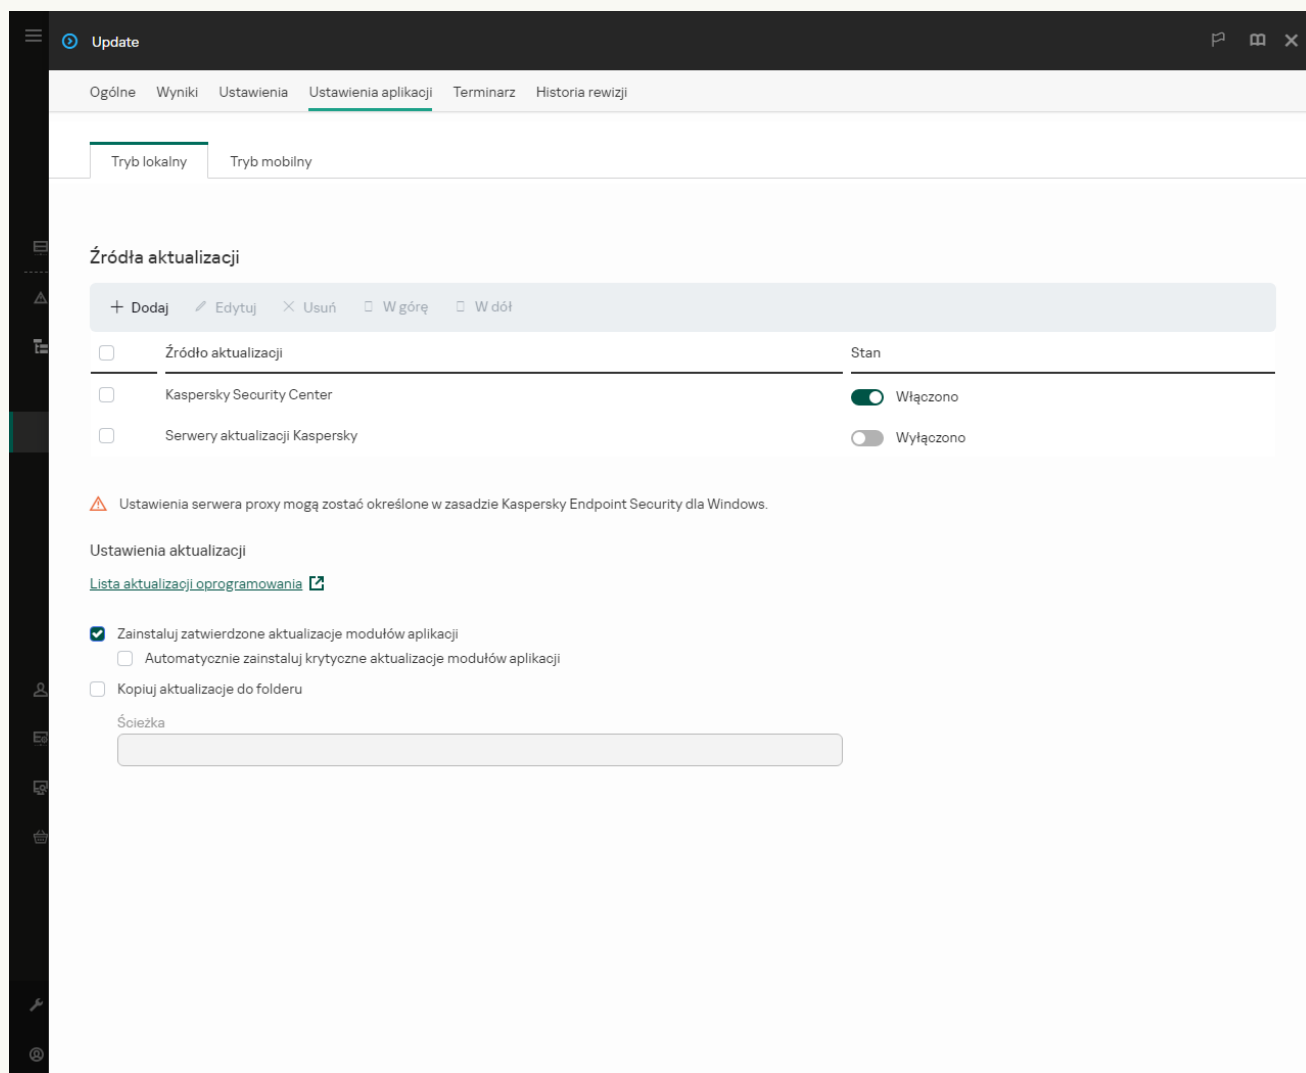 Update
Ogólne Wyniki Ustawienia Ustawienia aplikacji Terminarz Historia rewizji
Tryb lokalny Tryb mobilny
Źródła aktualizacji
Dodaj Edytuj Usuń W górę W dół
Źródło aktualizacji Stan
Kaspersky Security Center Włączono
Serwery aktualizacji Kaspersky Wyłączono
Ustawienia serwera proxy mogą zostać określone w zasadzie Kaspersky Endpoint Security dla Windows.
Ustawienia aktualizacji
Lista aktualizacji oprogramowania
Zainstaluj zatwierdzone aktualizacje modułów aplikacji
Automatycznie zainstaluj krytyczne aktualizacje modułów aplikacji
Kopiuj aktualizacje do folderu
Ścieżka